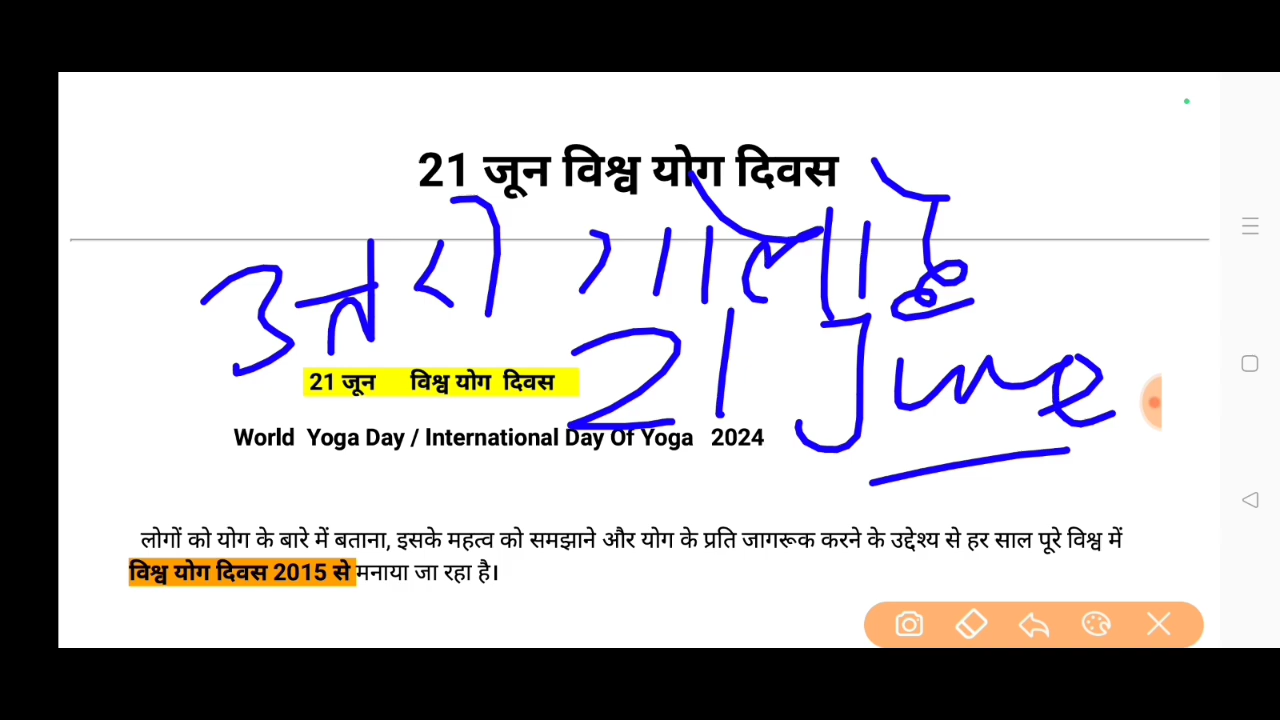 21 जून विश्व योग दिवस
21 June
21 जून विश्व योग दिवस
World Yoga Day / International Day Of Yoga 2024
लोगों को योग के बारे में बताना, इसके महत्व को समझाने और योग के प्रति जागरूक करने के उद्देश्य से हर साल पूरे विश्व में
विश्व योग दिवस 2015 से मनाया जा रहा है।